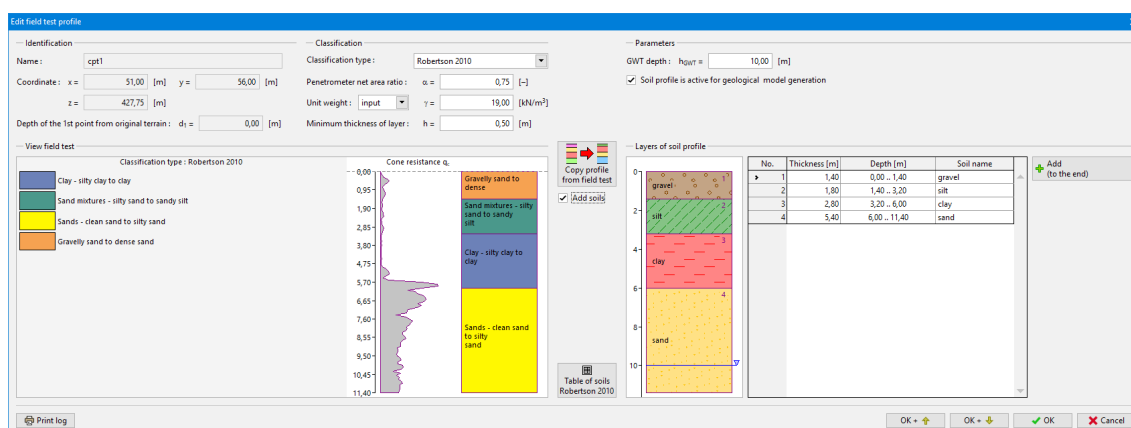 Edit field test profile
Identification
Name : cpt1
Coordinate : x = 51,00 [m] y = 56,00 [m]
z = 427,75 [m]
Depth of the 1st point from original terrain : d1 = 0,00 [m]
Classification
Classification type : Robertson 2010
Penetrometer net area ratio : α = 0,75 [–]
Unit weight : input γ = 19,00 [kN/m³]
Minimum thickness of layer : h = 0,50 [m]
Parameters
GWT depth : hGWT = 10,00 [m]
Soil profile is active for geological model generation
View field test
Classification type : Robertson 2010
Clay - silty clay to clay
Sand mixtures - silty sand to sandy silt
Sands - clean sand to silty sand
Gravelly sand to dense sand
Cone resistance qc
0,00
0,95
1,90
2,85
3,80
4,75
5,70
6,65
7,60
8,55
9,50
10,45
11,40
Gravelly sand to
dense
Sand mixtures - silty
sand to sandy
silt
Clay - silty clay to
clay
Sands - clean sand
to silty
sand
Copy profile
from field test
Add soils
Table of soils
Robertson 2010
Layers of soil profile
0
2
4
6
8
10
gravel 1
silt 2
clay 3
sand 4
No. Thickness [m] Depth [m] Soil name
1 1,40 0,00 .. 1,40 gravel
2 1,80 1,40 .. 3,20 silt
3 2,80 3,20 .. 6,00 clay
4 5,40 6,00 .. 11,40 sand
Add
(to the end)
Print log
OK +
OK +
OK
Cancel